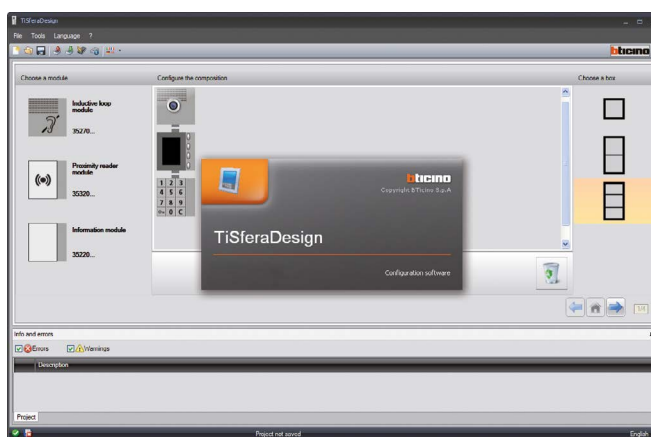 TiSferaDesign
File Tools Language ?
bticino
Choose a module
Configure the composition
Choose a box
Inductive loop
module
35270...
Proximity reader
module
35320...
Information module
35220...
1 2 3
4 5 6
7 8 9
0 C
bticino
Copyright BTicino S.p.A
TiSferaDesign
Configuration software
1/4
Info and errors
Errors
Warnings
Description
Project
Project not saved
English